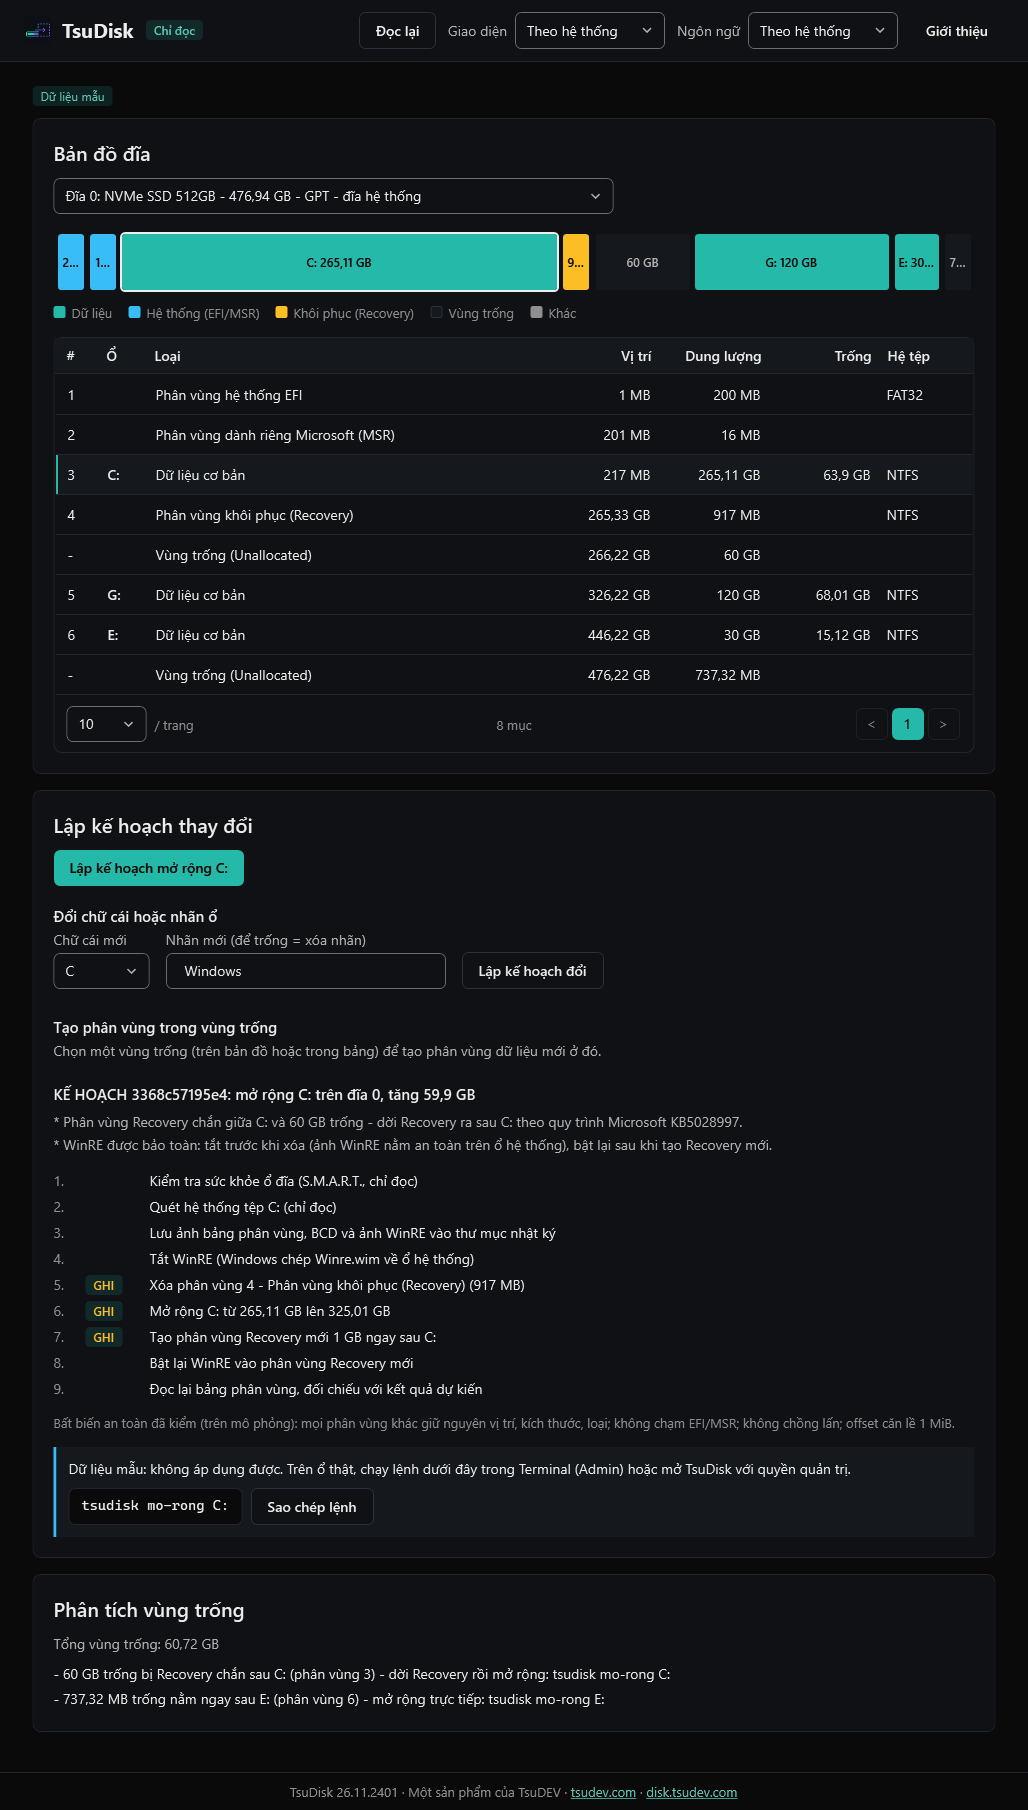 TsuDisk Chỉ đọc Đọc lại Giao diện Theo hệ thống Ngôn ngữ Theo hệ thống Giới thiệu
Dữ liệu mẫu
Bản đồ đĩa
Đĩa 0: NVMe SSD 512GB - 476,94 GB - GPT - đĩa hệ thống
2... 1... C: 265,11 GB 9... 60 GB G: 120 GB E: 30... 7...
Dữ liệu Hệ thống (EFI/MSR) Khôi phục (Recovery) Vùng trống Khác
# Ổ Loại Vị trí Dung lượng Trống Hệ tệp
1 Phân vùng hệ thống EFI 1 MB 200 MB FAT32
2 Phân vùng dành riêng Microsoft (MSR) 201 MB 16 MB
3 C: Dữ liệu cơ bản 217 MB 265,11 GB 63,9 GB NTFS
4 Phân vùng khôi phục (Recovery) 265,33 GB 917 MB NTFS
- Vùng trống (Unallocated) 266,22 GB 60 GB
5 G: Dữ liệu cơ bản 326,22 GB 120 GB 68,01 GB NTFS
6 E: Dữ liệu cơ bản 446,22 GB 30 GB 15,12 GB NTFS
- Vùng trống (Unallocated) 476,22 GB 737,32 MB
10 / trang 8 mục < 1 >
Lập kế hoạch thay đổi
Lập kế hoạch mở rộng C:
Đổi chữ cái hoặc nhãn ổ
Chữ cái mới Nhãn mới (để trống = xóa nhãn)
C Windows Lập kế hoạch đổi
Tạo phân vùng trong vùng trống
Chọn một vùng trống (trên bản đồ hoặc trong bảng) để tạo phân vùng dữ liệu mới ở đó.
KẾ HOẠCH 3368c57195e4: mở rộng C: trên đĩa 0, tăng 59,9 GB
* Phân vùng Recovery chắn giữa C: và 60 GB trống - dời Recovery ra sau C: theo quy trình Microsoft KB5028997.
* WinRE được bảo toàn: tắt trước khi xóa (ảnh WinRE nằm an toàn trên ổ hệ thống), bật lại sau khi tạo Recovery mới.
1. Kiểm tra sức khỏe ổ đĩa (S.M.A.R.T., chỉ đọc)
2. Quét hệ thống tệp C: (chỉ đọc)
3. Lưu ảnh bảng phân vùng, BCD và ảnh WinRE vào thư mục nhật ký
4. Tắt WinRE (Windows chép Winre.wim về ổ hệ thống)
5. GHI Xóa phân vùng 4 - Phân vùng khôi phục (Recovery) (917 MB)
6. GHI Mở rộng C: từ 265,11 GB lên 325,01 GB
7. GHI Tạo phân vùng Recovery mới 1 GB ngay sau C:
8. Bật lại WinRE vào phân vùng Recovery mới
9. Đọc lại bảng phân vùng, đối chiếu với kết quả dự kiến
Bất biến an toàn đã kiểm (trên mô phỏng): mọi phân vùng khác giữ nguyên vị trí, kích thước, loại; không chạm EFI/MSR; không chồng lấn; offset căn lề 1 MiB.
Dữ liệu mẫu: không áp dụng được. Trên ổ thật, chạy lệnh dưới đây trong Terminal (Admin) hoặc mở TsuDisk với quyền quản trị.
tsudisk mo-rong C: Sao chép lệnh
Phân tích vùng trống
Tổng vùng trống: 60,72 GB
- 60 GB trống bị Recovery chắn sau C: (phân vùng 3) - dời Recovery rồi mở rộng: tsudisk mo-rong C:
- 737,32 MB trống nằm ngay sau E: (phân vùng 6) - mở rộng trực tiếp: tsudisk mo-rong E:
TsuDisk 26.11.2401 · Một sản phẩm của TsuDEV · tsudev.com · disk.tsudev.com